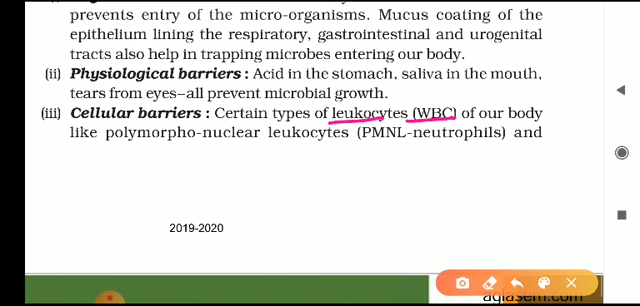 prevents entry of the micro-organisms. Mucus coating of the
epithelium lining the respiratory, gastrointestinal and urogenital
tracts also help in trapping microbes entering our body.
(ii) Physiological barriers : Acid in the stomach, saliva in the mouth,
tears from eyes–all prevent microbial growth.
(iii) Cellular barriers : Certain types of leukocytes (WBC) of our body
like polymorpho-nuclear leukocytes (PMNL-neutrophils) and
2019-2020
aglasem.com